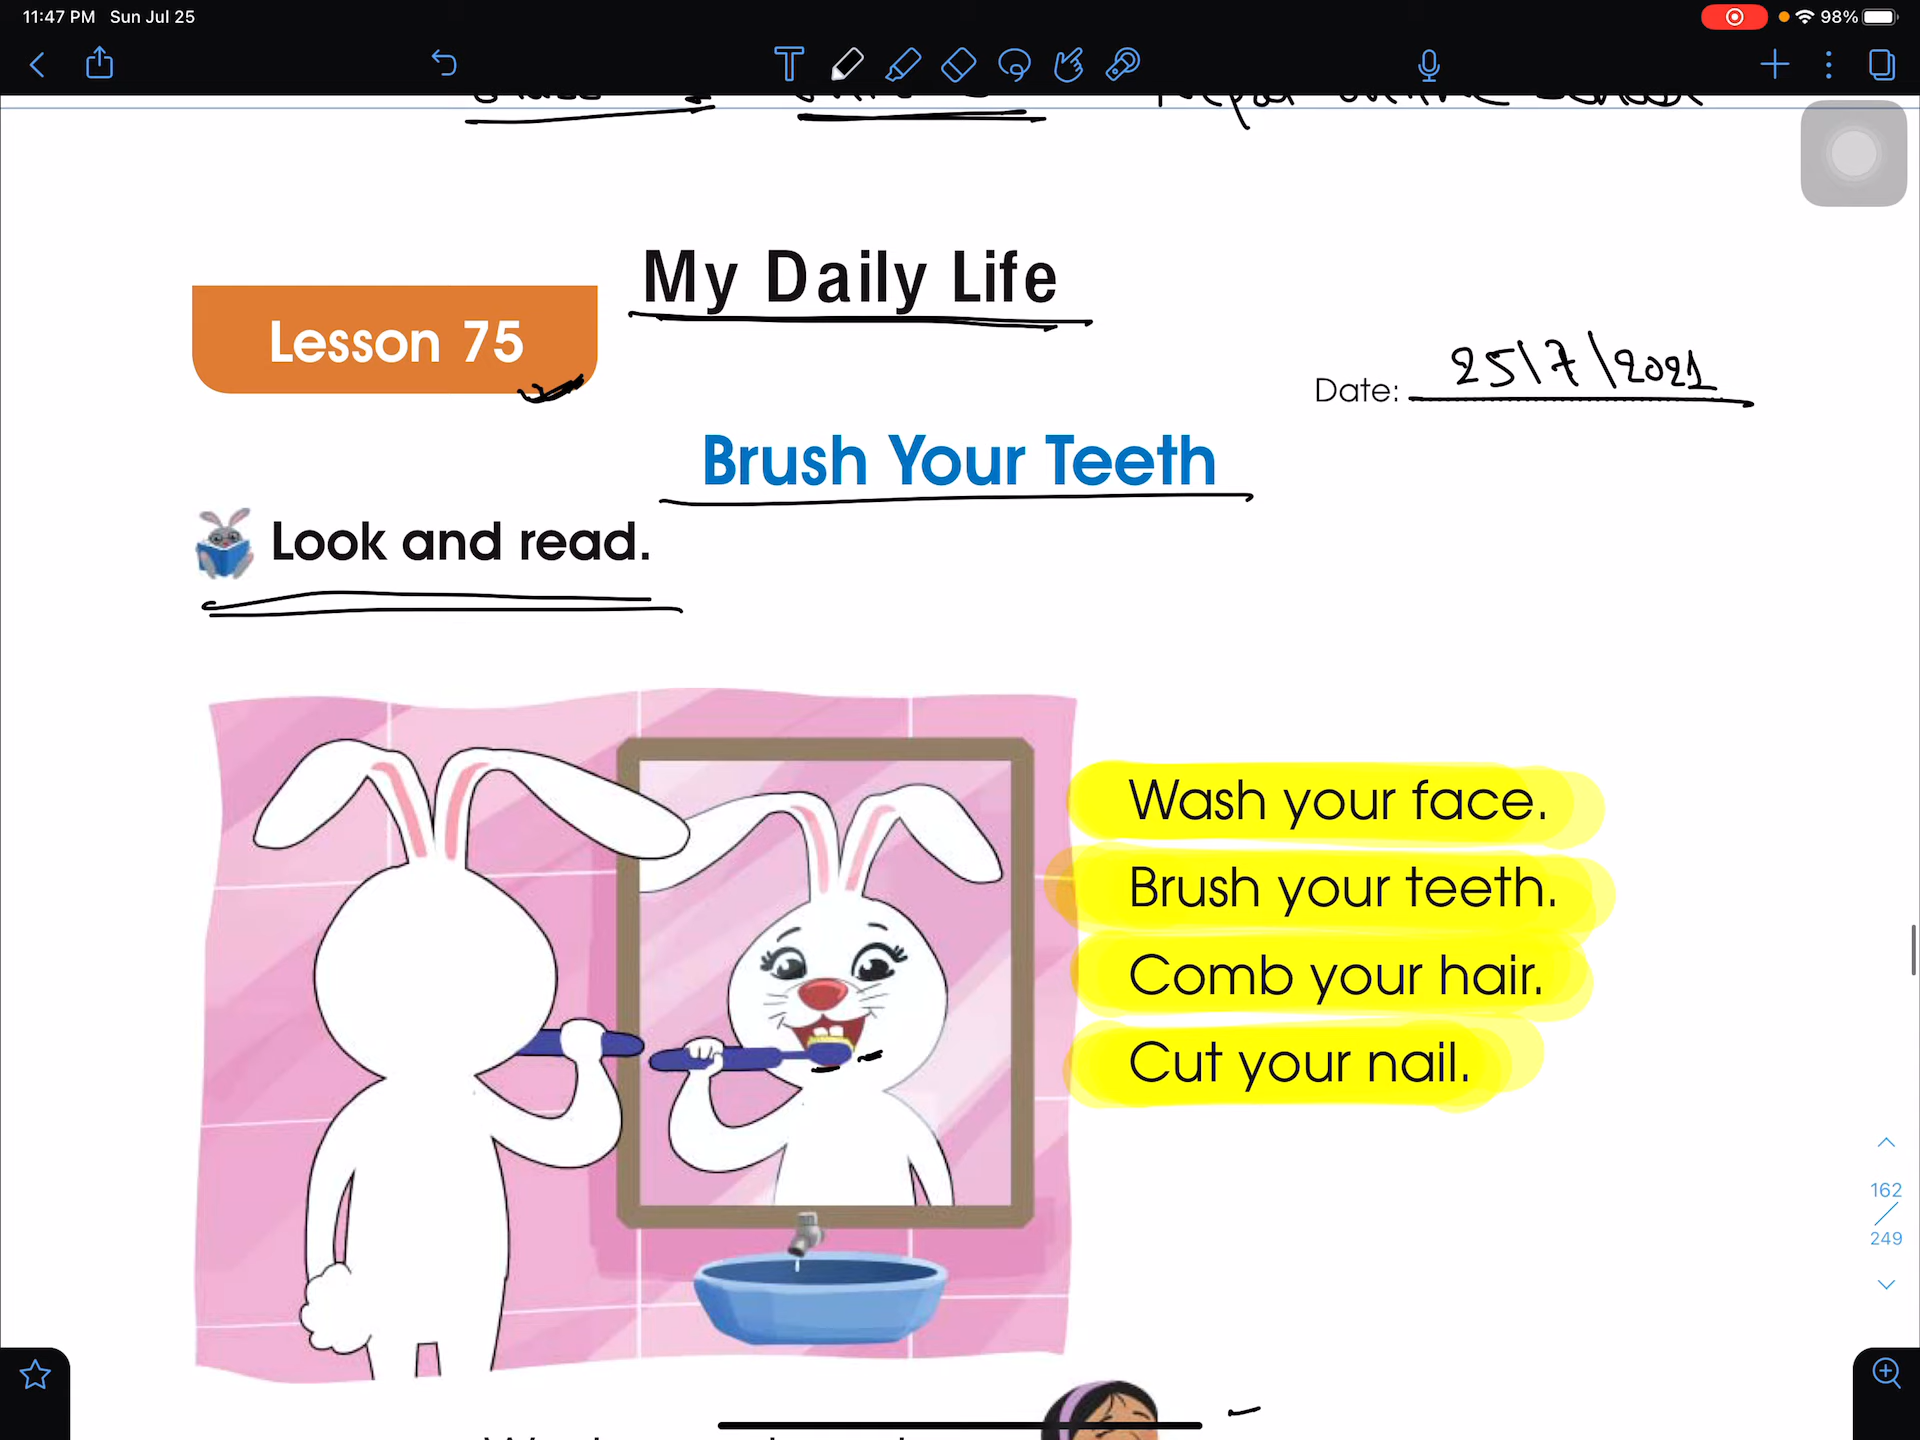 11:47 PM Sun Jul 25
98%
My Daily Life
Lesson 75
Date: 25/7/2021
Brush Your Teeth
Look and read.
Wash your face.
Brush your teeth.
Comb your hair.
Cut your nail.
162
/
249